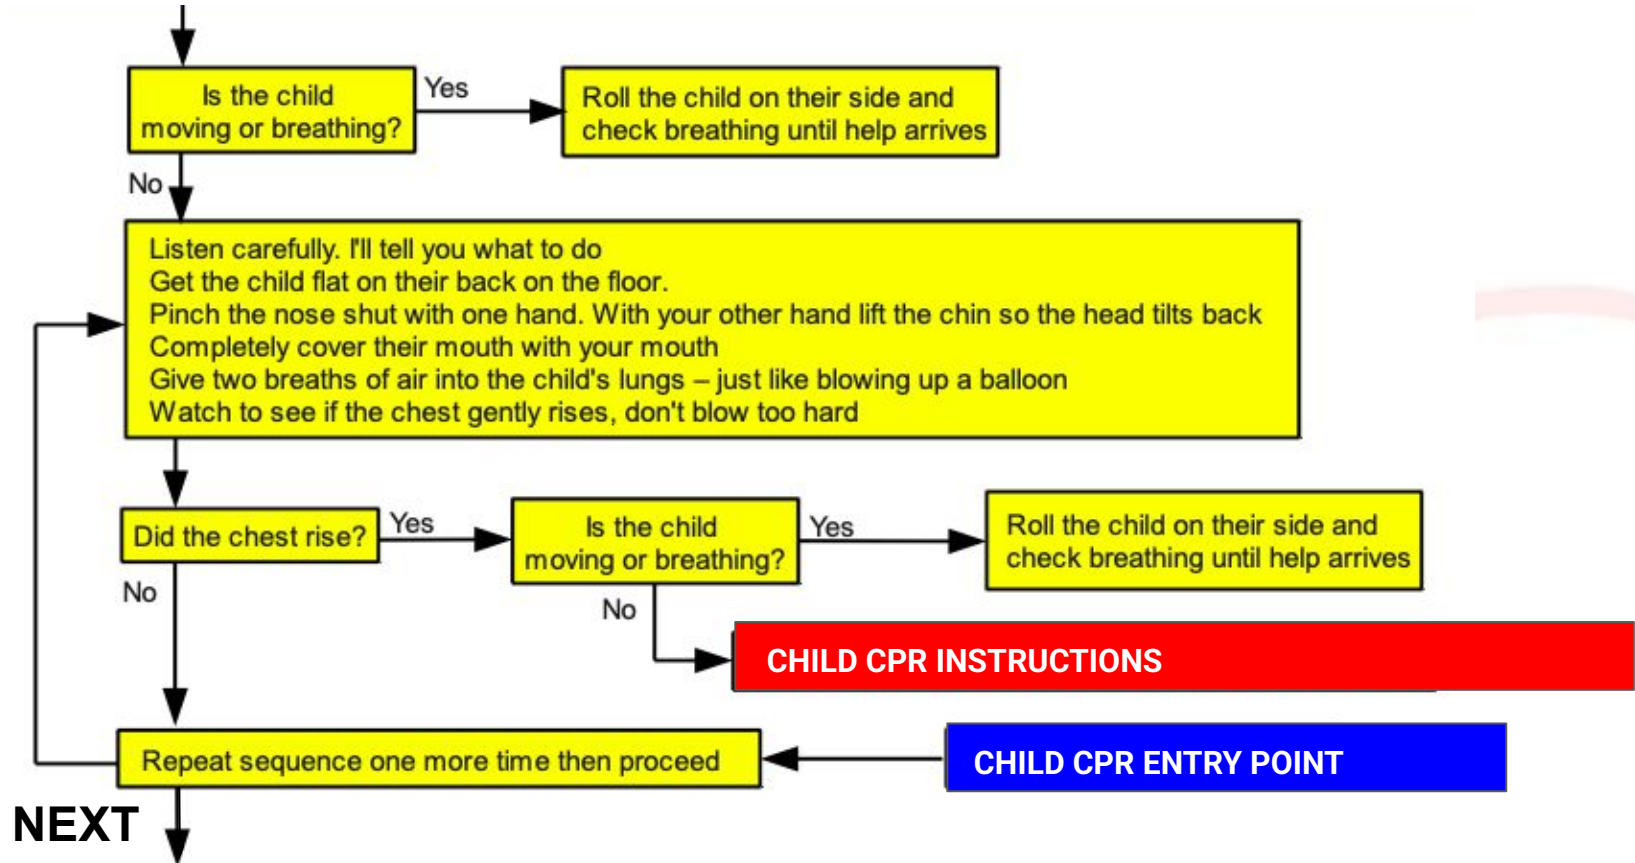 Is the child
moving or breathing?
Yes
Roll the child on their side and
check breathing until help arrives
No
Listen carefully. I'll tell you what to do
Get the child flat on their back on the floor.
Pinch the nose shut with one hand. With your other hand lift the chin so the head tilts back
Completely cover their mouth with your mouth
Give two breaths of air into the child's lungs – just like blowing up a balloon
Watch to see if the chest gently rises, don't blow too hard
Did the chest rise?
Yes
Is the child
moving or breathing?
Yes
Roll the child on their side and
check breathing until help arrives
No
No
CHILD CPR INSTRUCTIONS
Repeat sequence one more time then proceed
CHILD CPR ENTRY POINT
NEXT